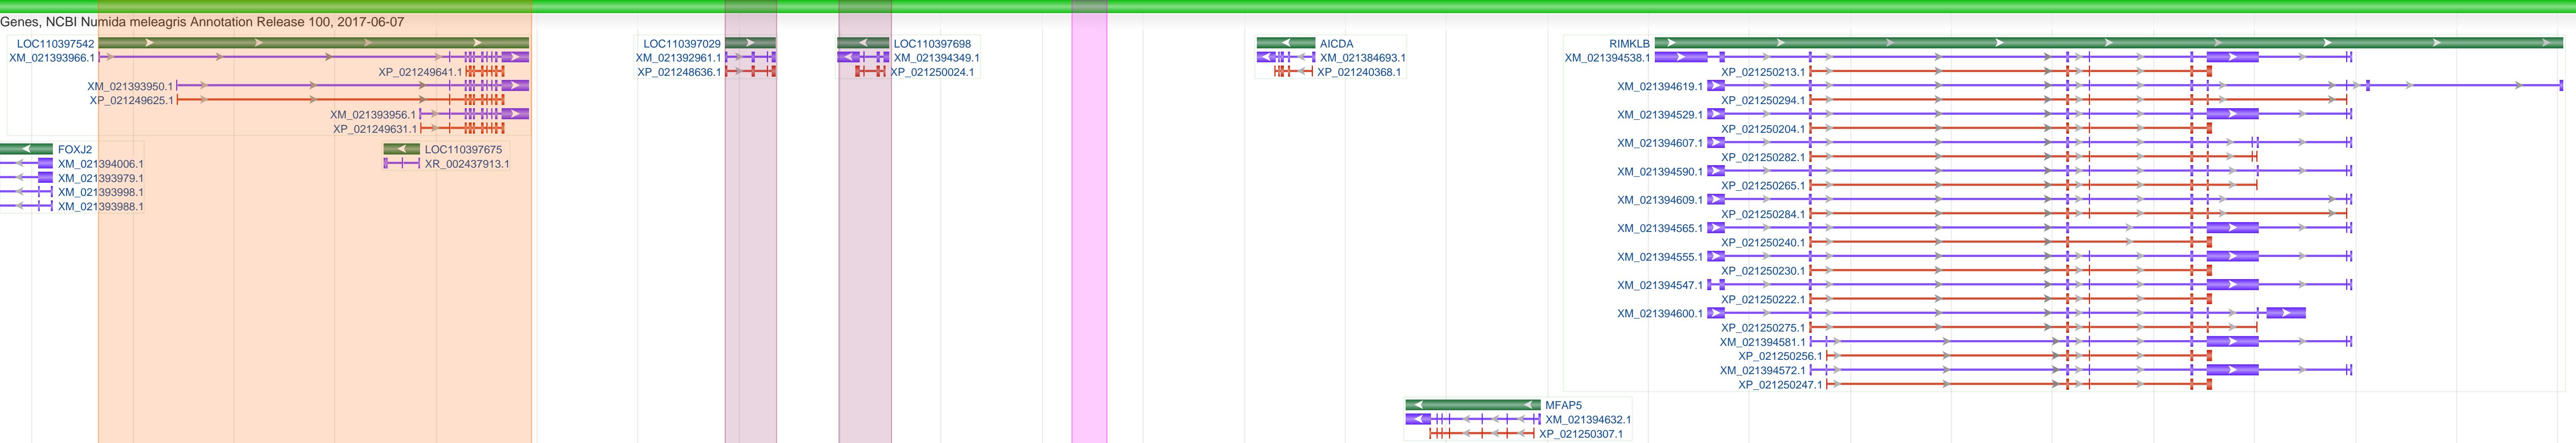 Genes, NCBI Numida meleagris Annotation Release 100, 2017-06-07
LOC110397542
XM_021393966.1
XP_021249641.1
XM_021393950.1
XP_021249625.1
XM_021393956.1
XP_021249631.1
FOXJ2
XM_021394006.1
XM_021393979.1
XM_021393998.1
XM_021393988.1
LOC110397675
XR_002437913.1
LOC110397029
XM_021392961.1
XP_021248636.1
LOC110397698
XM_021394349.1
XP_021250024.1
AICDA
XM_021384693.1
XP_021240368.1
RIMKLB
XM_021394538.1
XP_021250213.1
XM_021394619.1
XP_021250294.1
XM_021394529.1
XP_021250204.1
XM_021394607.1
XP_021250282.1
XM_021394590.1
XP_021250265.1
XM_021394609.1
XP_021250284.1
XM_021394565.1
XP_021250240.1
XM_021394555.1
XP_021250230.1
XM_021394547.1
XP_021250222.1
XM_021394600.1
XP_021250275.1
XM_021394581.1
XP_021250256.1
XM_021394572.1
XP_021250247.1
MFAP5
XM_021394632.1
XP_021250307.1